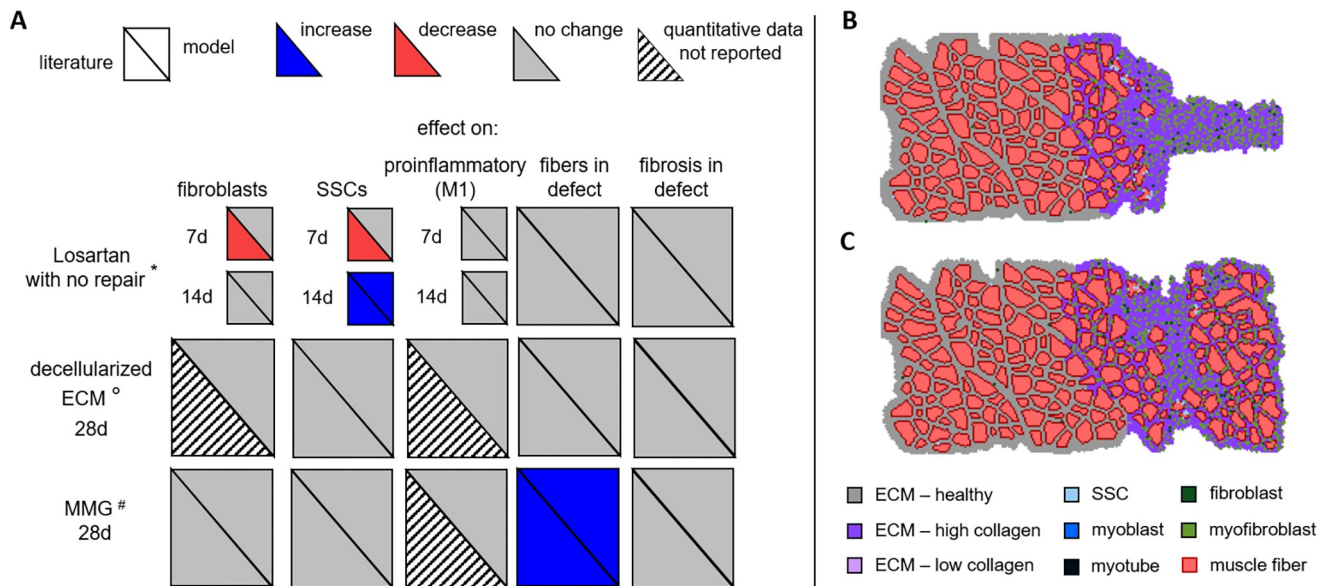 A
literature
model
increase
decrease
no change
quantitative data
not reported
effect on:
fibroblasts
SSCs
proinflammatory
(M1)
fibers in
defect
fibrosis in
defect
Losartan
with no repair *
7d
7d
7d
14d
14d
14d
decellularized
ECM °
28d
MMG #
28d
B
C
ECM – healthy
SSC
fibroblast
ECM – high collagen
myoblast
myofibroblast
ECM – low collagen
myotube
muscle fiber